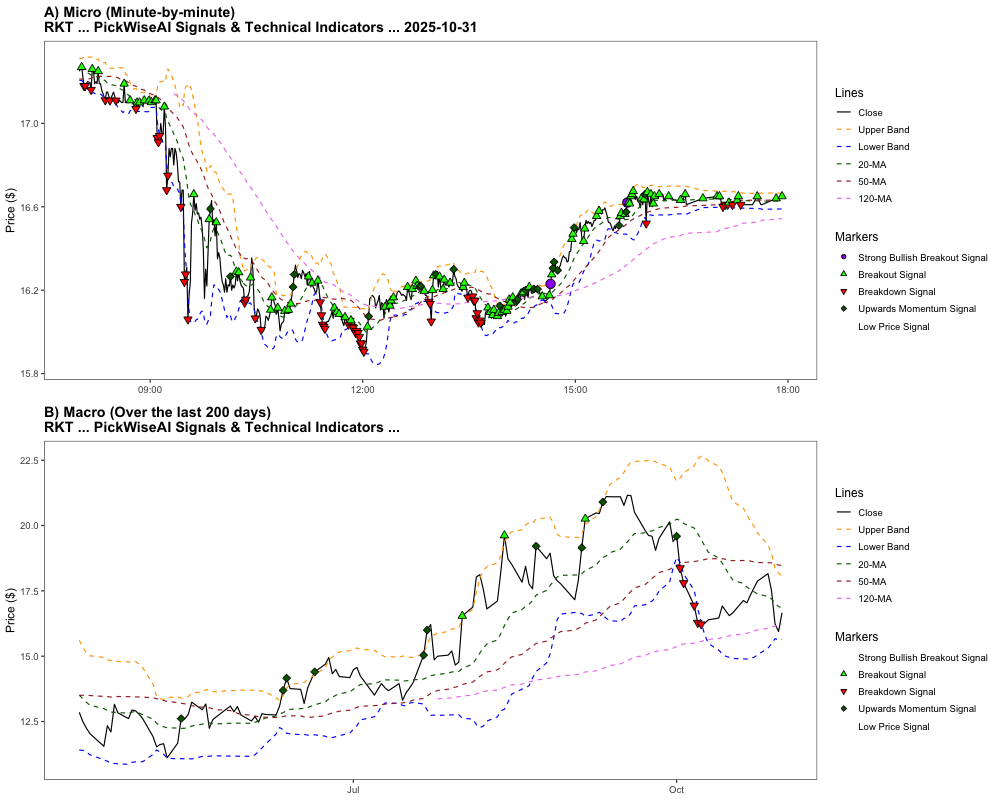 A) Micro (Minute-by-minute)
RKT ... PickWiseAI Signals & Technical Indicators ... 2025-10-31
Price ($)
17.0
16.6
16.2
15.8
09:00
12:00
15:00
18:00
Lines
Close
Upper Band
Lower Band
20-MA
50-MA
120-MA
Markers
Strong Bullish Breakout Signal
Breakout Signal
Breakdown Signal
Upwards Momentum Signal
Low Price Signal
B) Macro (Over the last 200 days)
RKT ... PickWiseAI Signals & Technical Indicators ...
Price ($)
22.5
20.0
17.5
15.0
12.5
Jul
Oct
Lines
Close
Upper Band
Lower Band
20-MA
50-MA
120-MA
Markers
Strong Bullish Breakout Signal
Breakout Signal
Breakdown Signal
Upwards Momentum Signal
Low Price Signal